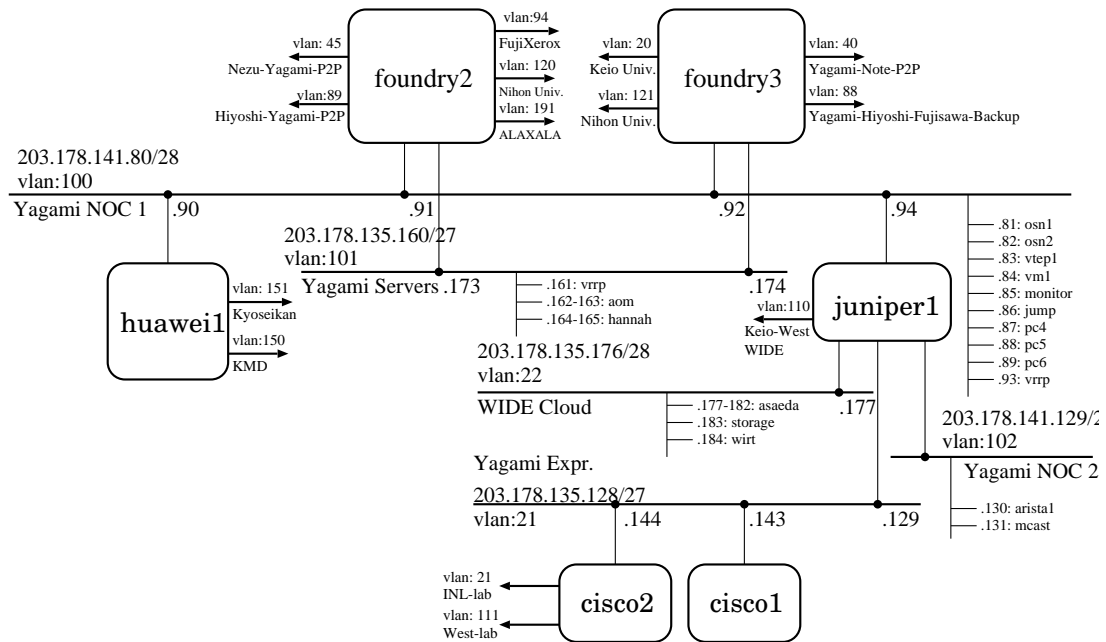 vlan:94
FujiXerox
vlan: 45
Nezu-Yagami-P2P
foundry2
vlan: 120
Nihon Univ.
vlan:89
Hiyoshi-Yagami-P2P
vlan: 191
ALAXALA
vlan: 20
Keio Univ.
foundry3
vlan: 40
Yagami-Note-P2P
vlan: 121
Nihon Univ.
vlan: 88
Yagami-Hiyoshi-Fujisawa-Backup
203.178.141.80/28
vlan:100
Yagami NOC 1
.90
.91
.92
.94
.81: osn1
.82: osn2
.83: vtep1
.84: vm1
.85: monitor
.86: jump
.87: pc4
.88: pc5
.89: pc6
.93: vrrp
203.178.135.160/27
vlan:101
Yagami Servers
.173
.174
.161: vrrp
.162-163: aom
.164-165: hannah
huawei1
vlan: 151
Kyoseikan
vlan:150
KMD
juniper1
vlan:110
Keio-West
WIDE
203.178.135.176/28
vlan:22
WIDE Cloud
.177
.177-182: asaeda
.183: storage
.184: wirt
203.178.141.129/2
vlan:102
Yagami NOC 2
.130: arista1
.131: mcast
Yagami Expr.
203.178.135.128/27
vlan:21
.144
.143
.129
vlan: 21
INL-lab
vlan: 111
West-lab
cisco2
cisco1